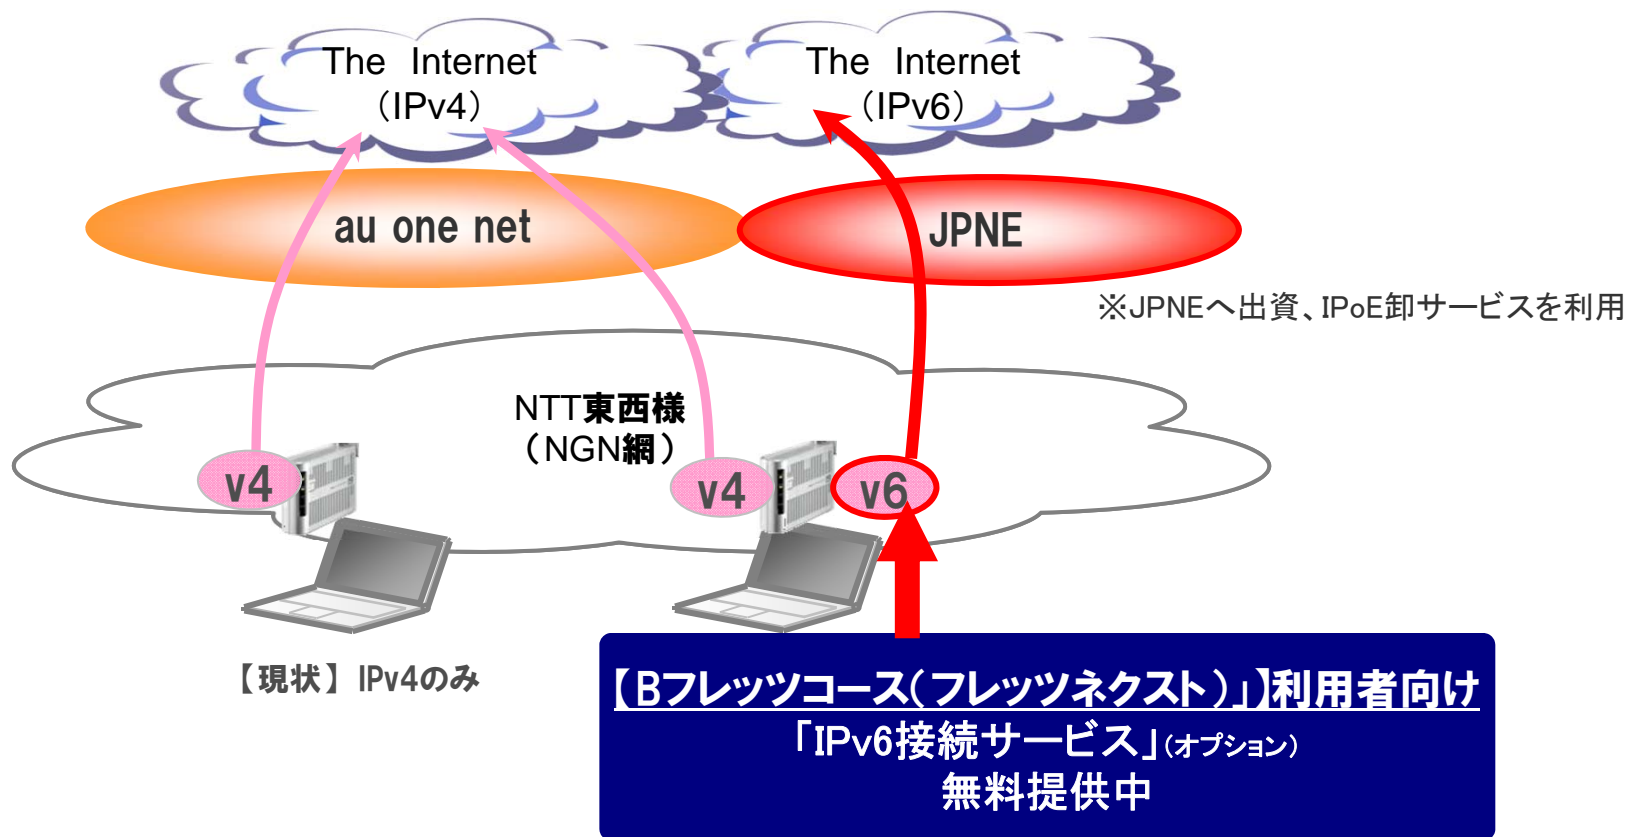 The Internet
（IPv4）
The Internet
（IPv6）
au one net
JPNE
※JPNEへ出資、IPoE卸サービスを利用
NTT東西様
（NGN網）
v4
v4
v6
【現状】IPv4のみ
【Bフレッツコース（フレッツネクスト）」】利用者向け
「IPv6接続サービス」（オプション）
無料提供中